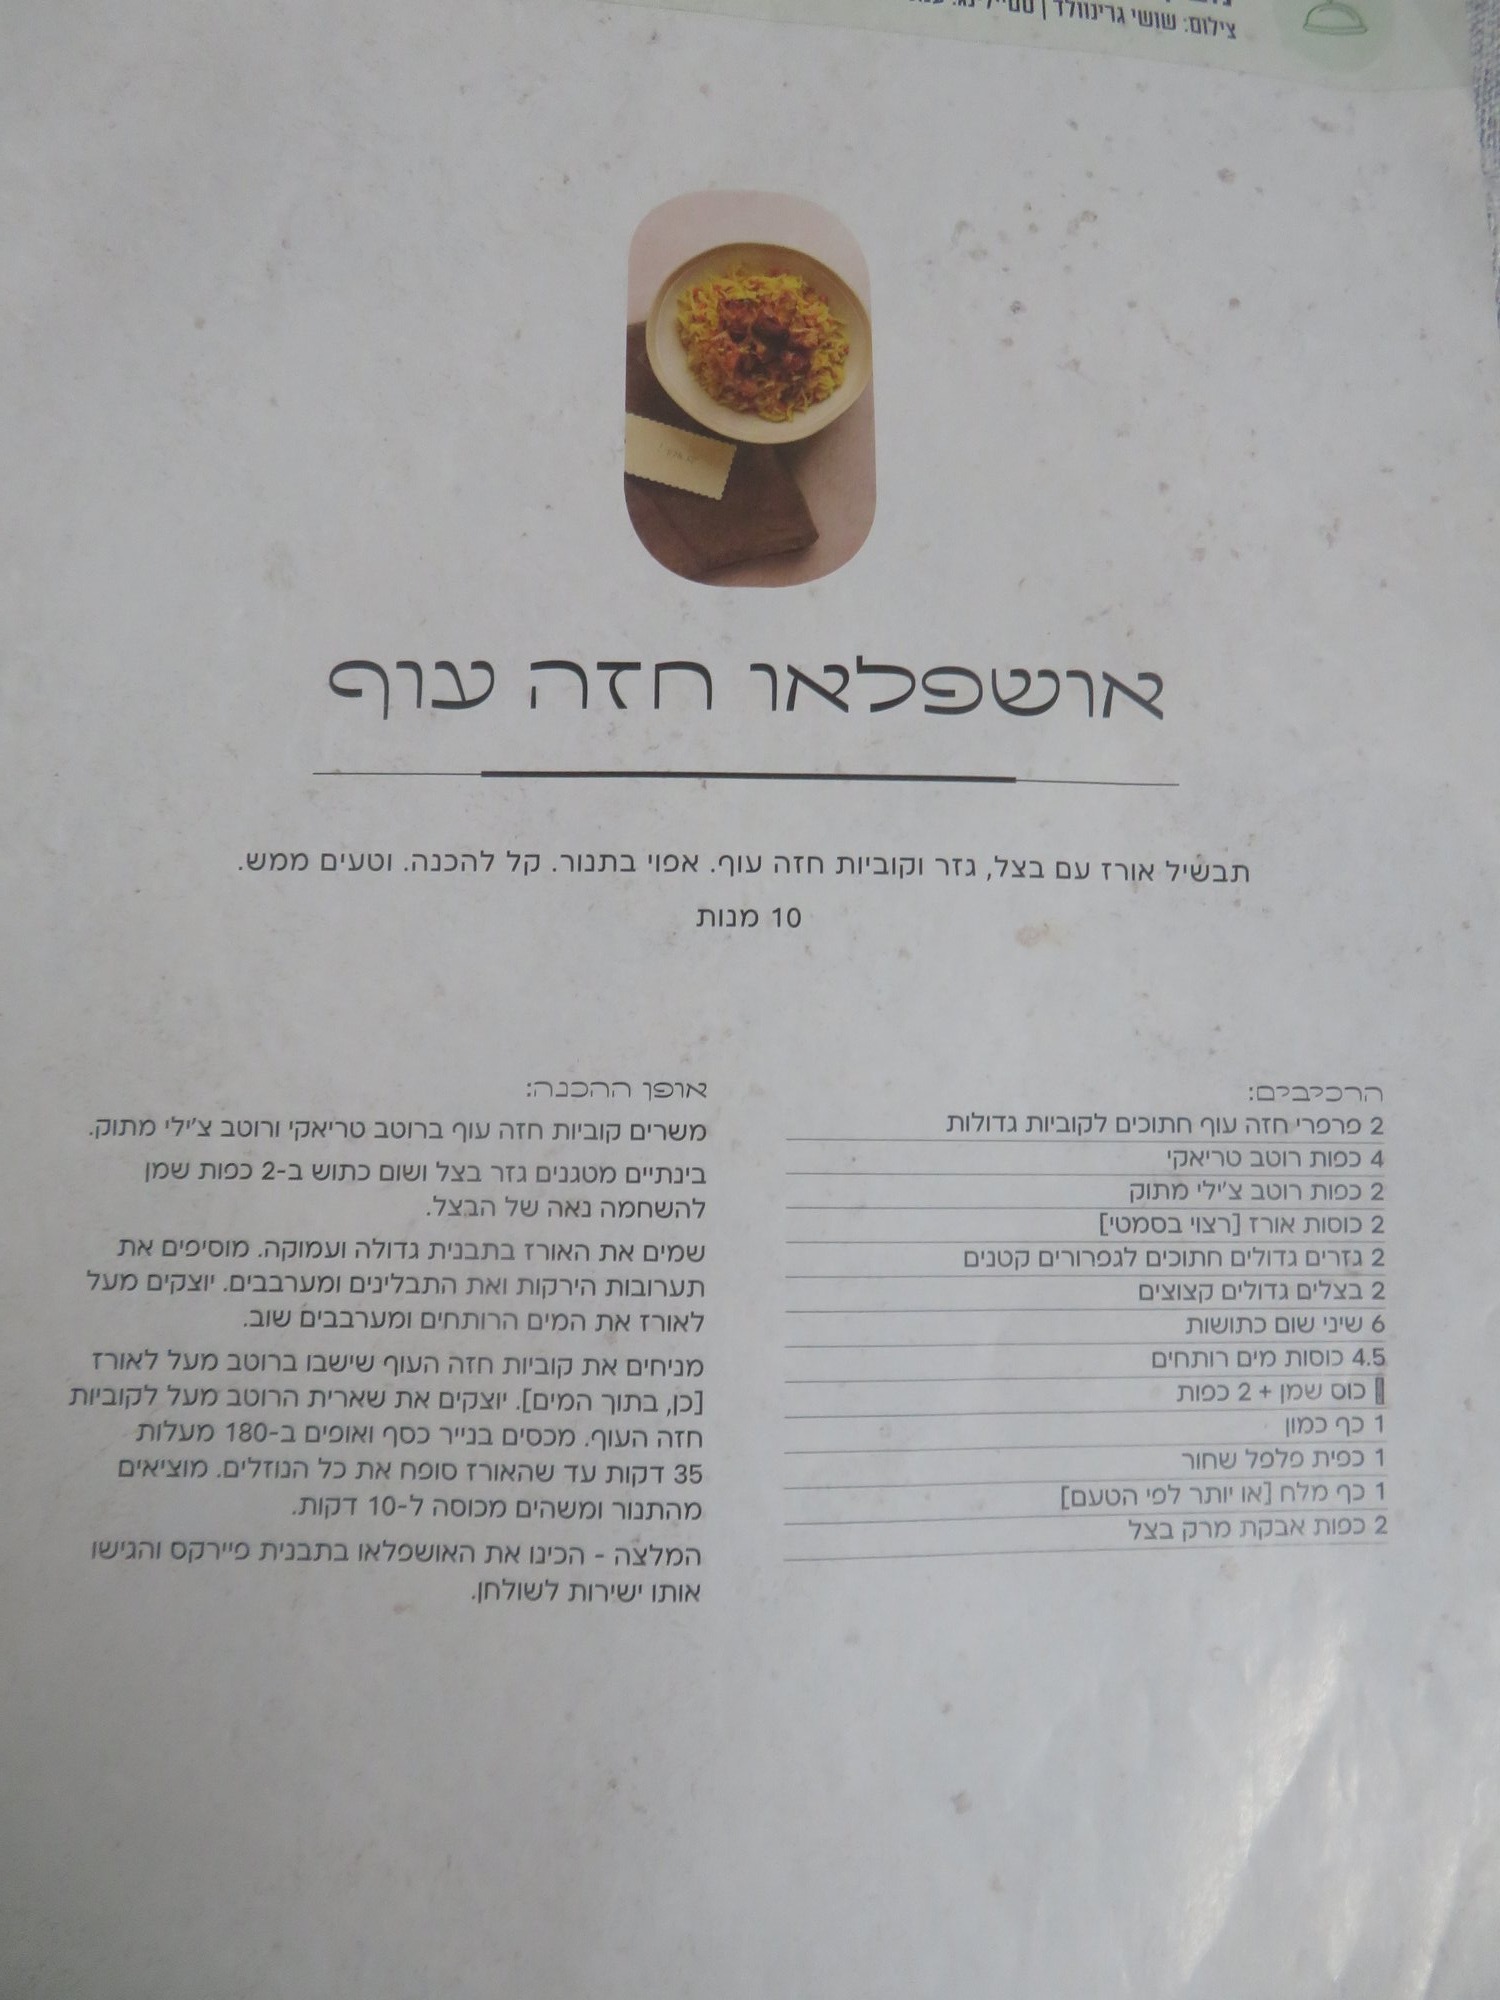 צילום: שושי גרינוולד | סטיילינג:
אושפלאו חזה עוף
תבשיל אורז עם בצל, גזר וקוביות חזה עוף. אפוי בתנור. קל להכנה. וטעים ממש.
10 מנות
הרכיבים:
2 פרפרי חזה עוף חתוכים לקוביות גדולות
4 כפות רוטב טריאקי
2 כפות רוטב צ'ילי מתוק
2 כוסות אורז [רצוי בסמטי]
2 גזרים גדולים חתוכים לגפרורים קטנים
2 בצלים גדולים קצוצים
6 שיני שום כתושות
4.5 כוסות מים רותחים
כוס שמן + 2 כפות
1 כף כמון
1 כפית פלפל שחור
1 כף מלח [או יותר לפי הטעם]
2 כפות אבקת מרק בצל
אופן ההכנה:
משרים קוביות חזה עוף ברוטב טריאקי ורוטב צ'ילי מתוק.
בינתיים מטגנים גזר בצל ושום כתוש ב-2 כפות שמן
להשחמה נאה של הבצל.
שמים את האורז בתבנית גדולה ועמוקה. מוסיפים את
תערובות הירקות ואת התבלינים ומערבבים. יוצקים מעל
לאורז את המים הרותחים ומערבבים שוב.
מניחים את קוביות חזה העוף שישבו ברוטב מעל לאורז
[כן, בתוך המים]. יוצקים את שארית הרוטב מעל לקוביות
חזה העוף. מכסים בנייר כסף ואופים ב-180 מעלות
35 דקות עד שהאורז סופח את כל הנוזלים. מוציאים
מהתנור ומשהים מכוסה ל-10 דקות.
המלצה - הכינו את האושפלאו בתבנית פיירקס והגישו
אותו ישירות לשולחן.